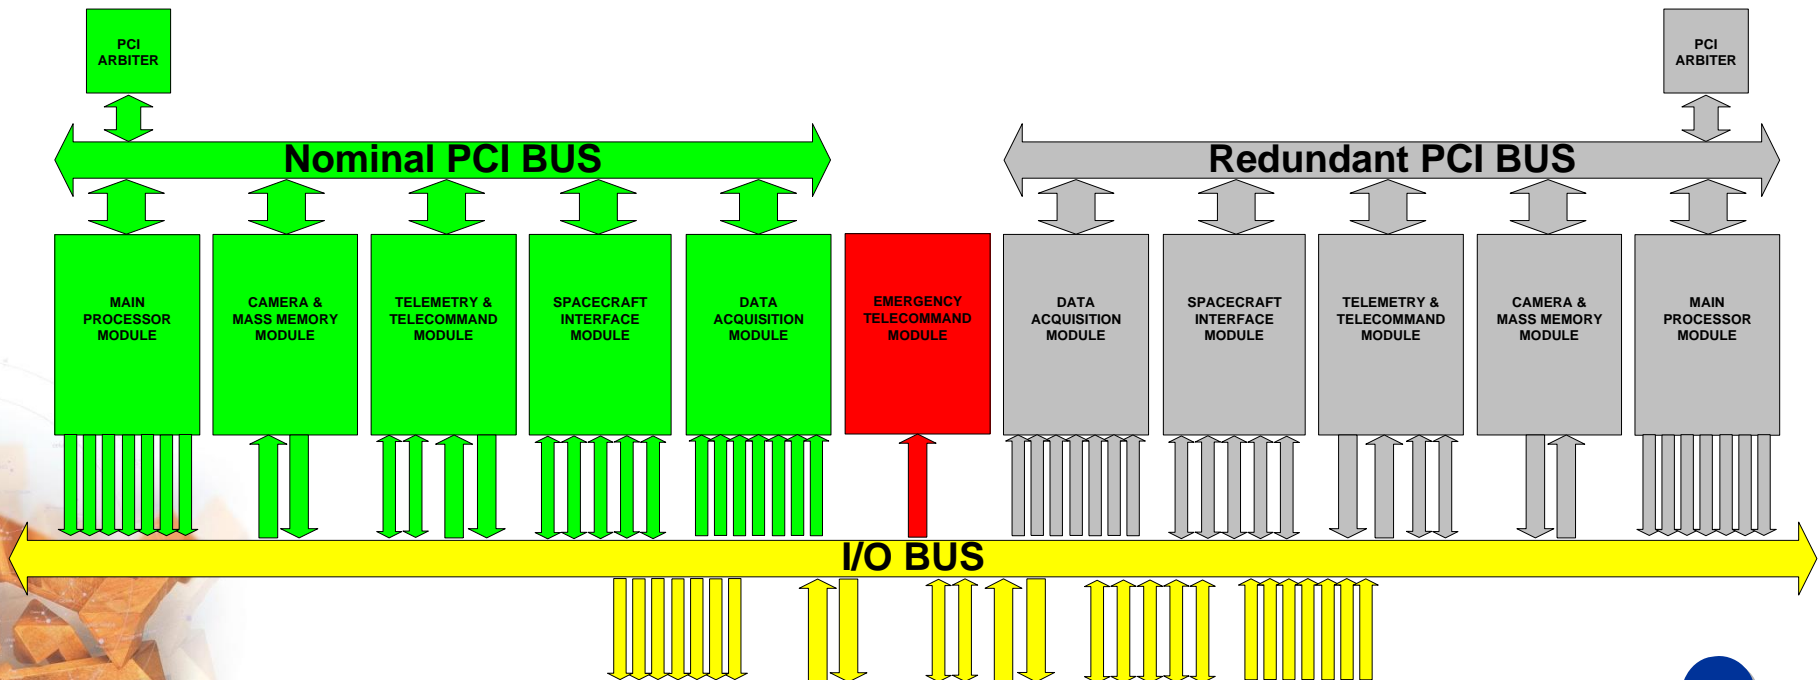 PCI
ARBITER
PCI
ARBITER
Nominal PCI BUS
Redundant PCI BUS
MAIN
PROCESSOR
MODULE
CAMERA &
MASS MEMORY
MODULE
TELEMETRY &
TELECOMMAND
MODULE
SPACECRAFT
INTERFACE
MODULE
DATA
ACQUISITION
MODULE
EMERGENCY
TELECOMMAND
MODULE
DATA
ACQUISITION
MODULE
SPACECRAFT
INTERFACE
MODULE
TELEMETRY &
TELECOMMAND
MODULE
CAMERA &
MASS MEMORY
MODULE
MAIN
PROCESSOR
MODULE
I/O BUS